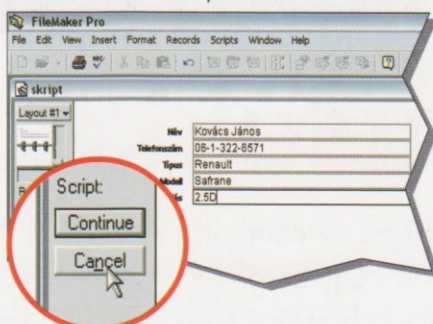 FileMaker Pro
File Edit View Insert Format Records Scripts Window Help
skript
Layout #1
Név Kovács János
Telefonszám 06-1-322-6571
Típus Renault
Modell Safrane
2.5D
Script:
Continue
Cancel